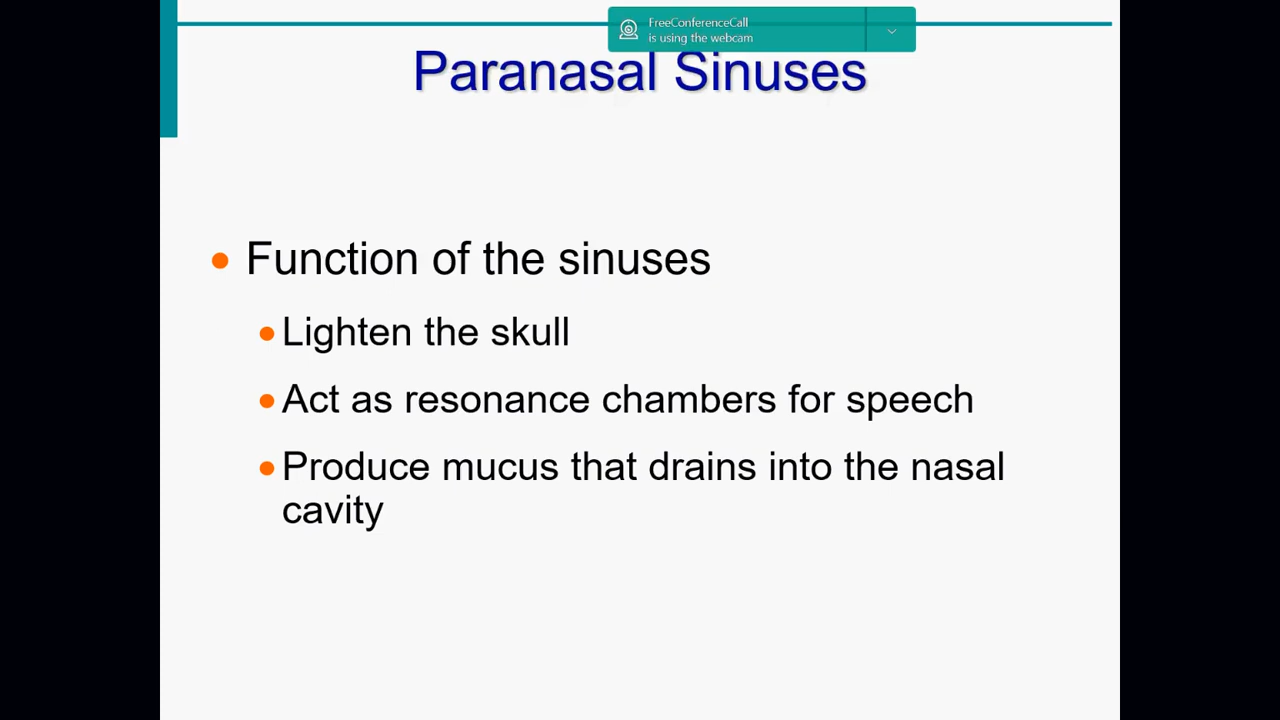 FreeConferenceCall
is using the webcam
Paranasal Sinuses
Function of the sinuses
Lighten the skull
Act as resonance chambers for speech
Produce mucus that drains into the nasal
cavity